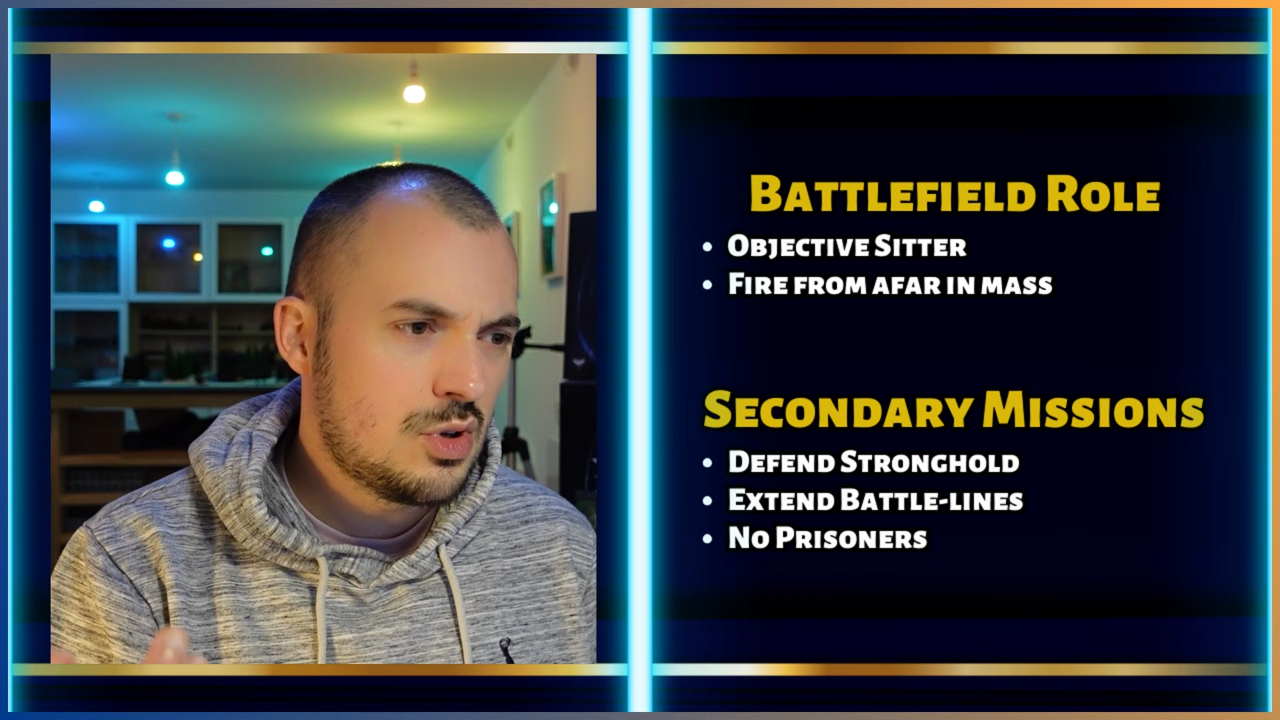 Battlefield Role
• Objective Sitter
• Fire from afar in mass
Secondary Missions
• Defend Stronghold
• Extend Battle-lines
• No Prisoners